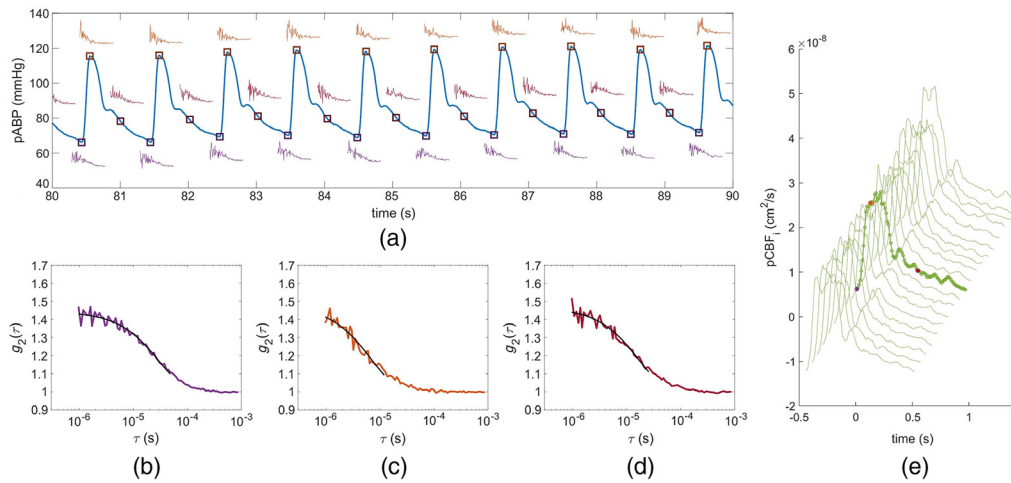 140
120
100
80
60
40
pABP (mmHg)
80 81 82 83 84 85 86 87 88 89 90
time (s)
(a)
1.7
1.6
1.5
1.4
1.3
1.2
1.1
1
0.9
g2(τ)
10^-6 10^-5 10^-4 10^-3
τ (s)
(b)
1.7
1.6
1.5
1.4
1.3
1.2
1.1
1
0.9
g2(τ)
10^-6 10^-5 10^-4 10^-3
τ (s)
(c)
1.7
1.6
1.5
1.4
1.3
1.2
1.1
1
0.9
g2(τ)
10^-6 10^-5 10^-4 10^-3
τ (s)
(d)
×10^-8
6
5
4
3
2
1
0
-1
-2
pCBFi (cm²/s)
-0.5 0 0.5 1
time (s)
(e)